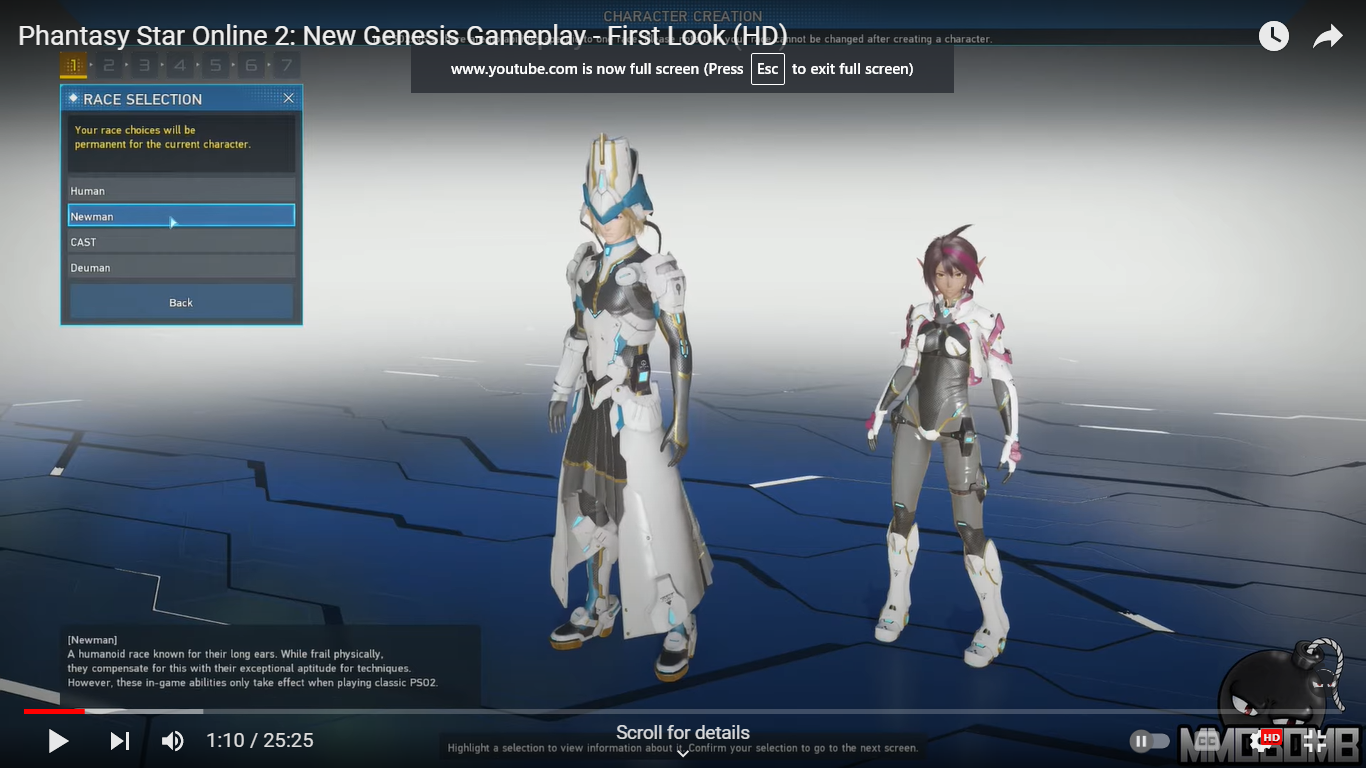 CHARACTER CREATION
Phantasy Star Online 2: New Genesis Gameplay - First Look (HD)
cannot be changed after creating a character.
www.youtube.com is now full screen (Press Esc to exit full screen)
1 2 3 4 5 6 7
RACE SELECTION
Your race choices will be
permanent for the current character.
Human
Newman
CAST
Deuman
Back
[Newman]
A humanoid race known for their long ears. While frail physically,
they compensate for this with their exceptional aptitude for techniques.
However, these in-game abilities only take effect when playing classic PSO2.
Scroll for details
1:10 / 25:25
CC
HD
Highlight a selection to view information about it. Confirm your selection to go to the next screen.
MMOBOMB